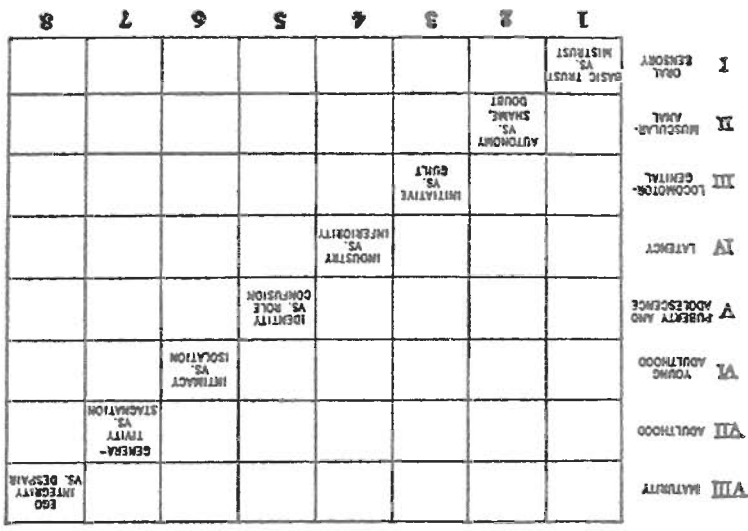 VIII
MATURITY
EGO
INTEGRITY
VS. DESPAIR
VII
ADULTHOOD
GENERA-
TIVITY
VS.
STAGNATION
VI
YOUNG
ADULTHOOD
INTIMACY
VS.
ISOLATION
V
PUBERTY AND
ADOLESCENCE
IDENTITY
VS. ROLE
CONFUSION
IV
LATENCY
INDUSTRY
VS.
INFERIORITY
III
LOCOMOTOR-
GENITAL
INITIATIVE
VS.
GUILT
II
MUSCULAR-
ANAL
AUTONOMY
VS.
SHAME,
DOUBT
I
ORAL
SENSORY
BASIC TRUST
VS.
MISTRUST
1 2 3 4 5 6 7 8